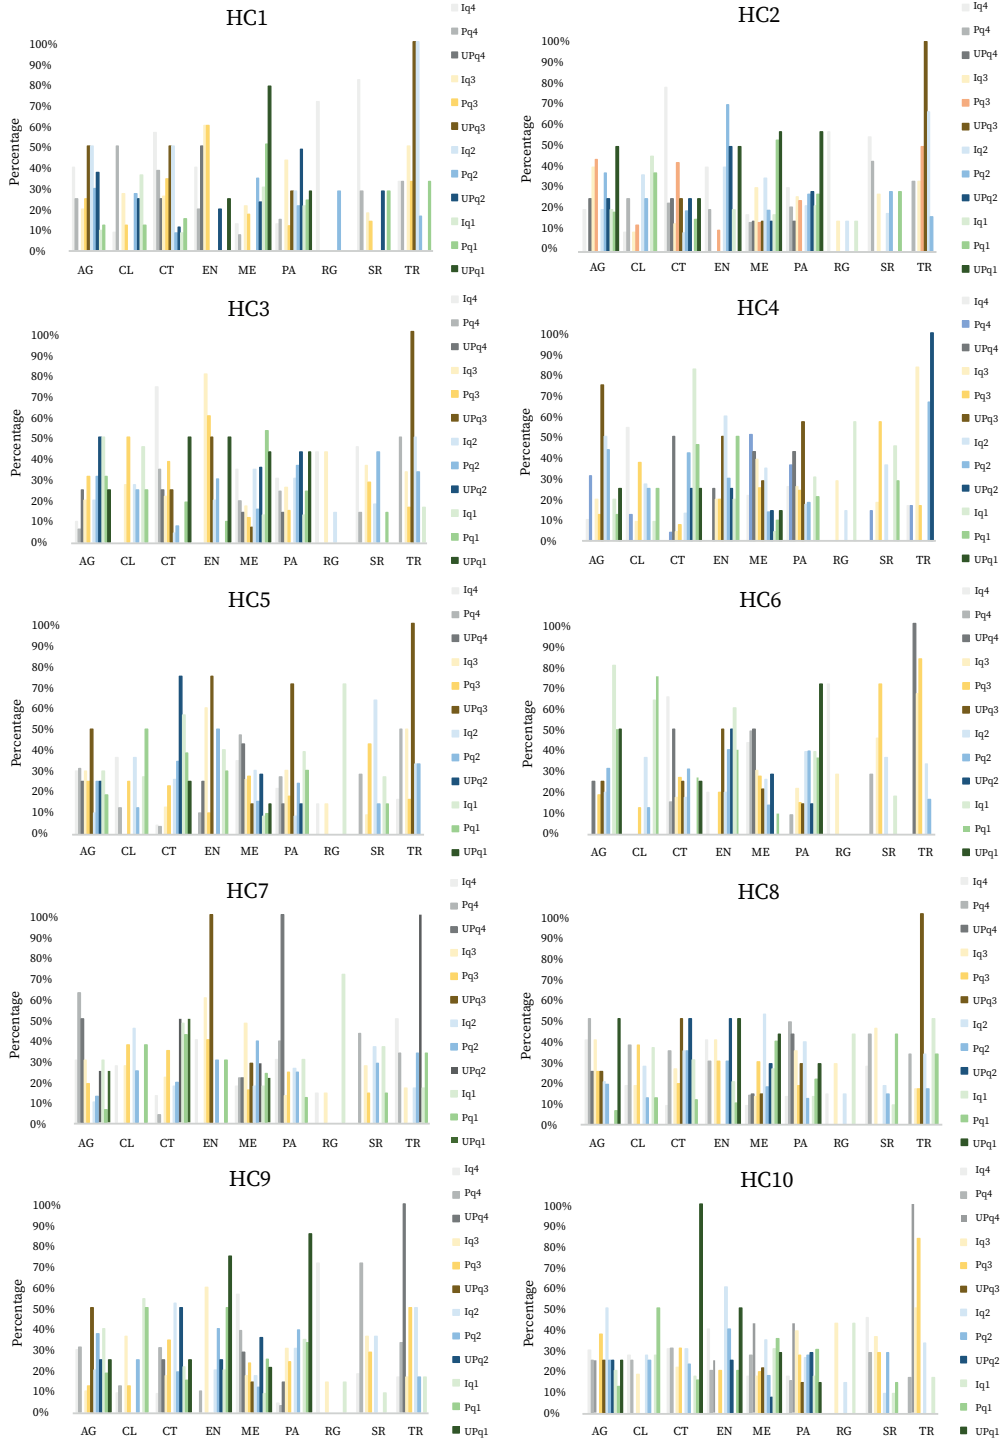 HC1
Percentage
100%
90%
80%
70%
60%
50%
40%
30%
20%
10%
0%
AG CL CT EN ME PA RG SR TR
Iq4
Pq4
UPq4
Iq3
Pq3
UPq3
Iq2
Pq2
UPq2
Iq1
Pq1
UPq1
HC2
Percentage
100%
90%
80%
70%
60%
50%
40%
30%
20%
10%
0%
AG CL CT EN ME PA RG SR TR
Iq4
Pq4
UPq4
Iq3
Pq3
UPq3
Iq2
Pq2
UPq2
Iq1
Pq1
UPq1
HC3
Percentage
100%
90%
80%
70%
60%
50%
40%
30%
20%
10%
0%
AG CL CT EN ME PA RG SR TR
Iq4
Pq4
UPq4
Iq3
Pq3
UPq3
Iq2
Pq2
UPq2
Iq1
Pq1
UPq1
HC4
Percentage
100%
90%
80%
70%
60%
50%
40%
30%
20%
10%
0%
AG CL CT EN ME PA RG SR TR
Iq4
Pq4
UPq4
Iq3
Pq3
UPq3
Iq2
Pq2
UPq2
Iq1
Pq1
UPq1
HC5
Percentage
100%
90%
80%
70%
60%
50%
40%
30%
20%
10%
0%
AG CL CT EN ME PA RG SR TR
Iq4
Pq4
UPq4
Iq3
Pq3
UPq3
Iq2
Pq2
UPq2
Iq1
Pq1
UPq1
HC6
Percentage
100%
90%
80%
70%
60%
50%
40%
30%
20%
10%
0%
AG CL CT EN ME PA RG SR TR
Iq4
Pq4
UPq4
Iq3
Pq3
UPq3
Iq2
Pq2
UPq2
Iq1
Pq1
UPq1
HC7
Percentage
100%
90%
80%
70%
60%
50%
40%
30%
20%
10%
0%
AG CL CT EN ME PA RG SR TR
Iq4
Pq4
UPq4
Iq3
Pq3
UPq3
Iq2
Pq2
UPq2
Iq1
Pq1
UPq1
HC8
Percentage
100%
90%
80%
70%
60%
50%
40%
30%
20%
10%
0%
AG CL CT EN ME PA RG SR TR
Iq4
Pq4
UPq4
Iq3
Pq3
UPq3
Iq2
Pq2
UPq2
Iq1
Pq1
UPq1
HC9
Percentage
100%
90%
80%
70%
60%
50%
40%
30%
20%
10%
0%
AG CL CT EN ME PA RG SR TR
Iq4
Pq4
UPq4
Iq3
Pq3
UPq3
Iq2
Pq2
UPq2
Iq1
Pq1
UPq1
HC10
Percentage
100%
90%
80%
70%
60%
50%
40%
30%
20%
10%
0%
AG CL CT EN ME PA RG SR TR
Iq4
Pq4
UPq4
Iq3
Pq3
UPq3
Iq2
Pq2
UPq2
Iq1
Pq1
UPq1